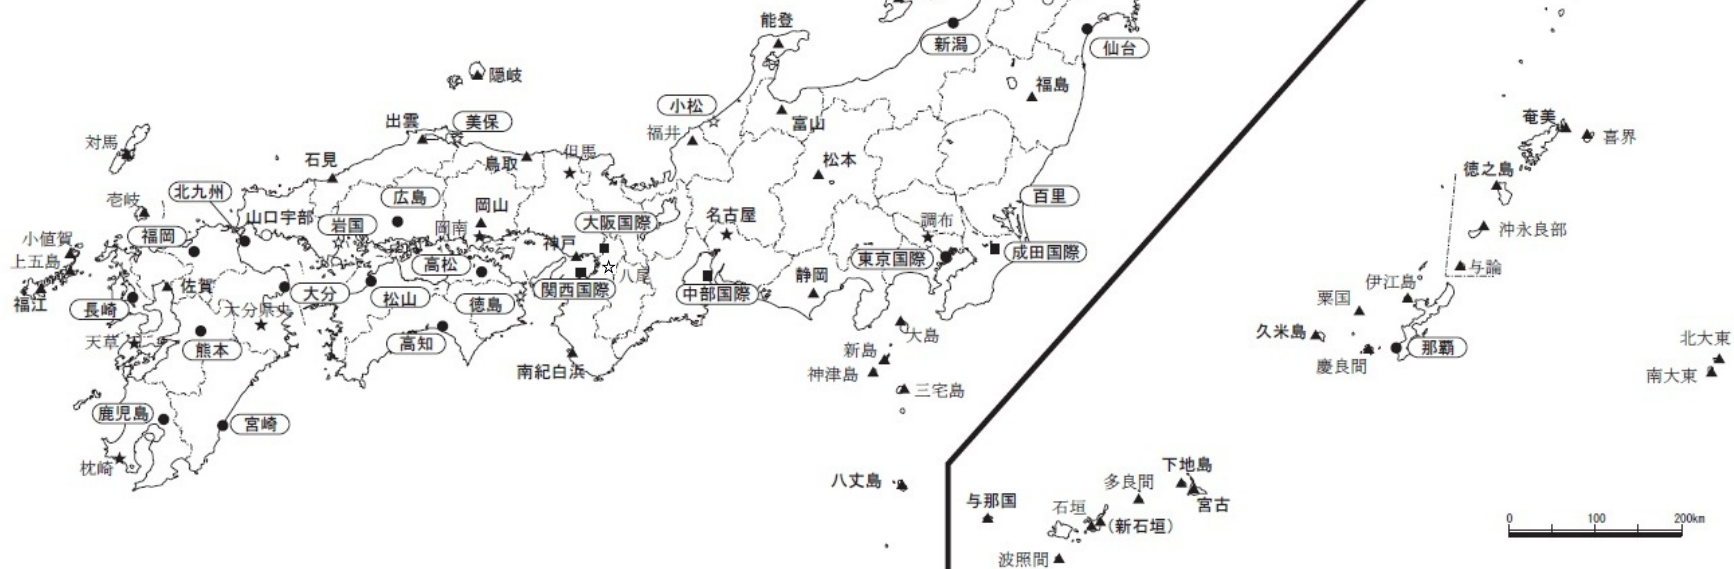 能登
新潟
仙台
隠岐
福島
小松
出雲
美保
福井
富山
奄美
喜界
対馬
石見
鳥取
但馬
松本
徳之島
北九州
広島
百里
壱岐
山口宇部
岩国
岡山
大阪国際
名古屋
調布
沖永良部
小値賀
福岡
岡南
神戸
上五島
高松
八尾
東京国際
成田国際
与論
佐賀
関西国際
中部国際
静岡
伊江島
福江
長崎
大分
松山
徳島
粟国
大分県央
天草
熊本
高知
大島
久米島
那覇
北大東
新島
慶良間
南紀白浜
神津島
南大東
三宅島
鹿児島
宮崎
枕崎
八丈島
下地島
多良間
与那国
石垣
宮古
(新石垣)
波照間
0 100 200km